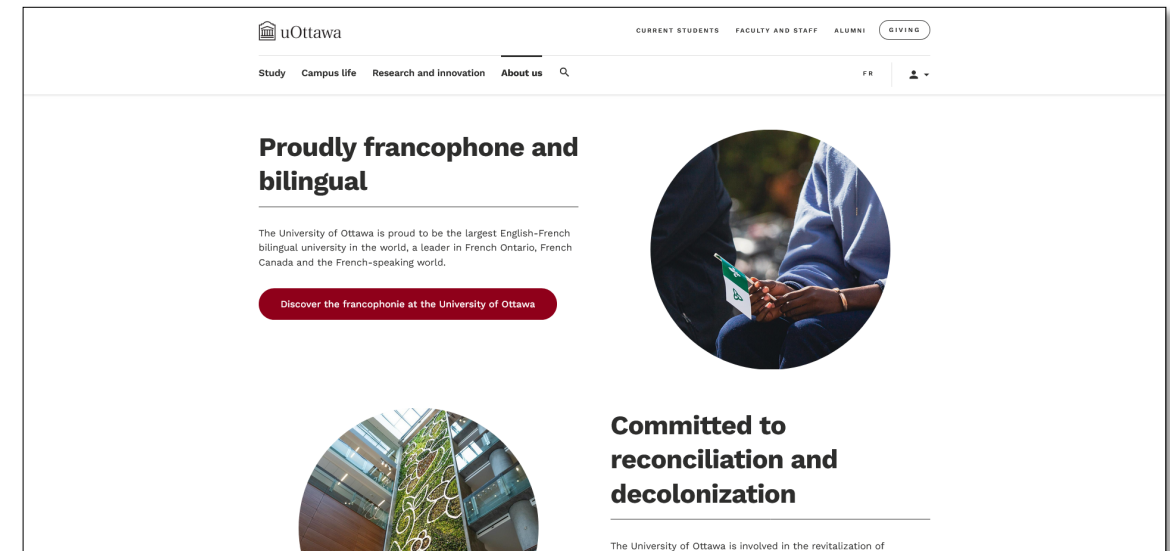 uOttawa
CURRENT STUDENTS FACULTY AND STAFF ALUMNI GIVING
Study Campus life Research and innovation About us FR
Proudly francophone and
bilingual
The University of Ottawa is proud to be the largest English-French
bilingual university in the world, a leader in French Ontario, French
Canada and the French-speaking world.
Discover the francophonie at the University of Ottawa
Committed to
reconciliation and
decolonization
The University of Ottawa is involved in the revitalization of